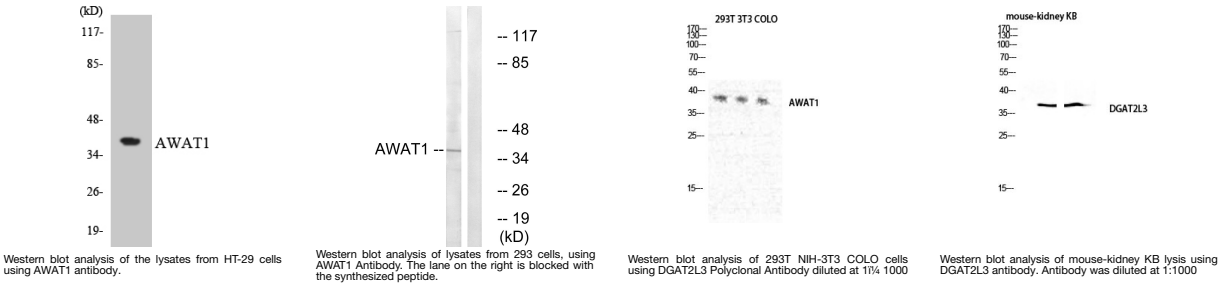 (kD)
117-
85-
48-
34-
26-
19-
AWAT1
Western blot analysis of the lysates from HT-29 cells
using AWAT1 antibody.
-- 117
-- 85
-- 48
AWAT1 --
-- 34
-- 26
-- 19
(kD)
Western blot analysis of lysates from 293 cells, using
AWAT1 Antibody. The lane on the right is blocked with
the synthesized peptide.
293T 3T3 COLO
170—
130—
100—
70—
55—
40—
AWAT1
35—
25—
15—
Western blot analysis of 293T NIH-3T3 COLO cells
using DGAT2L3 Polyclonal Antibody diluted at 1ï¼ 1000
mouse-kidney KB
170—
130—
100—
70—
55—
40—
DGAT2L3
35—
25—
15—
Western blot analysis of mouse-kidney KB lysis using
DGAT2L3 antibody. Antibody was diluted at 1:1000